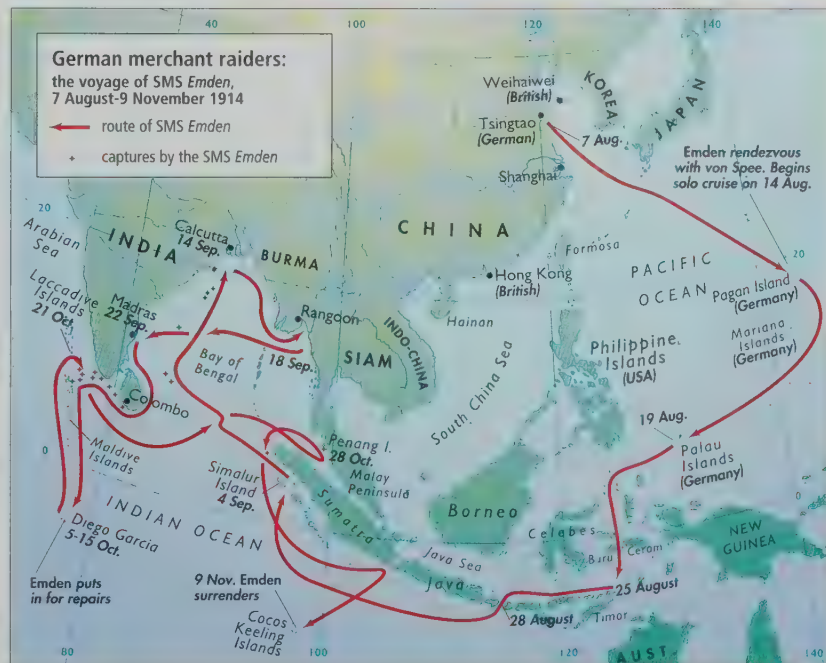 German merchant raiders:
the voyage of SMS Emden,
7 August-9 November 1914
route of SMS Emden
captures by the SMS Emden
40
100
120
140
Weihaiwei
(British)
KOREA
JAPAN
Tsingtao
(German)
7 Aug.
Shanghai
Emden rendezvous
with von Spee. Begins
solo cruise on 14 Aug.
20
Arabian
Sea
INDIA
Calcutta
14 Sep.
BURMA
CHINA
Formosa
Hong Kong
(British)
PACIFIC
OCEAN
20
Pagan Island
(Germany)
Mariana
Islands
(Germany)
Laccadive
Islands
21 Oct.
Madras
22 Sep.
Rangoon
Hainan
INDO-CHINA
SIAM
Bay of
Bengal
18 Sep.
Philippine
Islands
(USA)
South China Sea
Colombo
19 Aug.
Palau
Islands
(Germany)
Maldive
Islands
0
Penang I.
28 Oct.
Malay
Peninsula
Simalur
Island
4 Sep.
Sumatra
Borneo
Celebes
0
INDIAN OCEAN
Diego Garcia
5-15 Oct.
Buru
Ceram
NEW
GUINEA
Java Sea
Java
Emden puts
in for repairs
9 Nov. Emden
surrenders
25 August
28 August
Timor
Cocos
Keeling
Islands
AUST
80
100
120
140